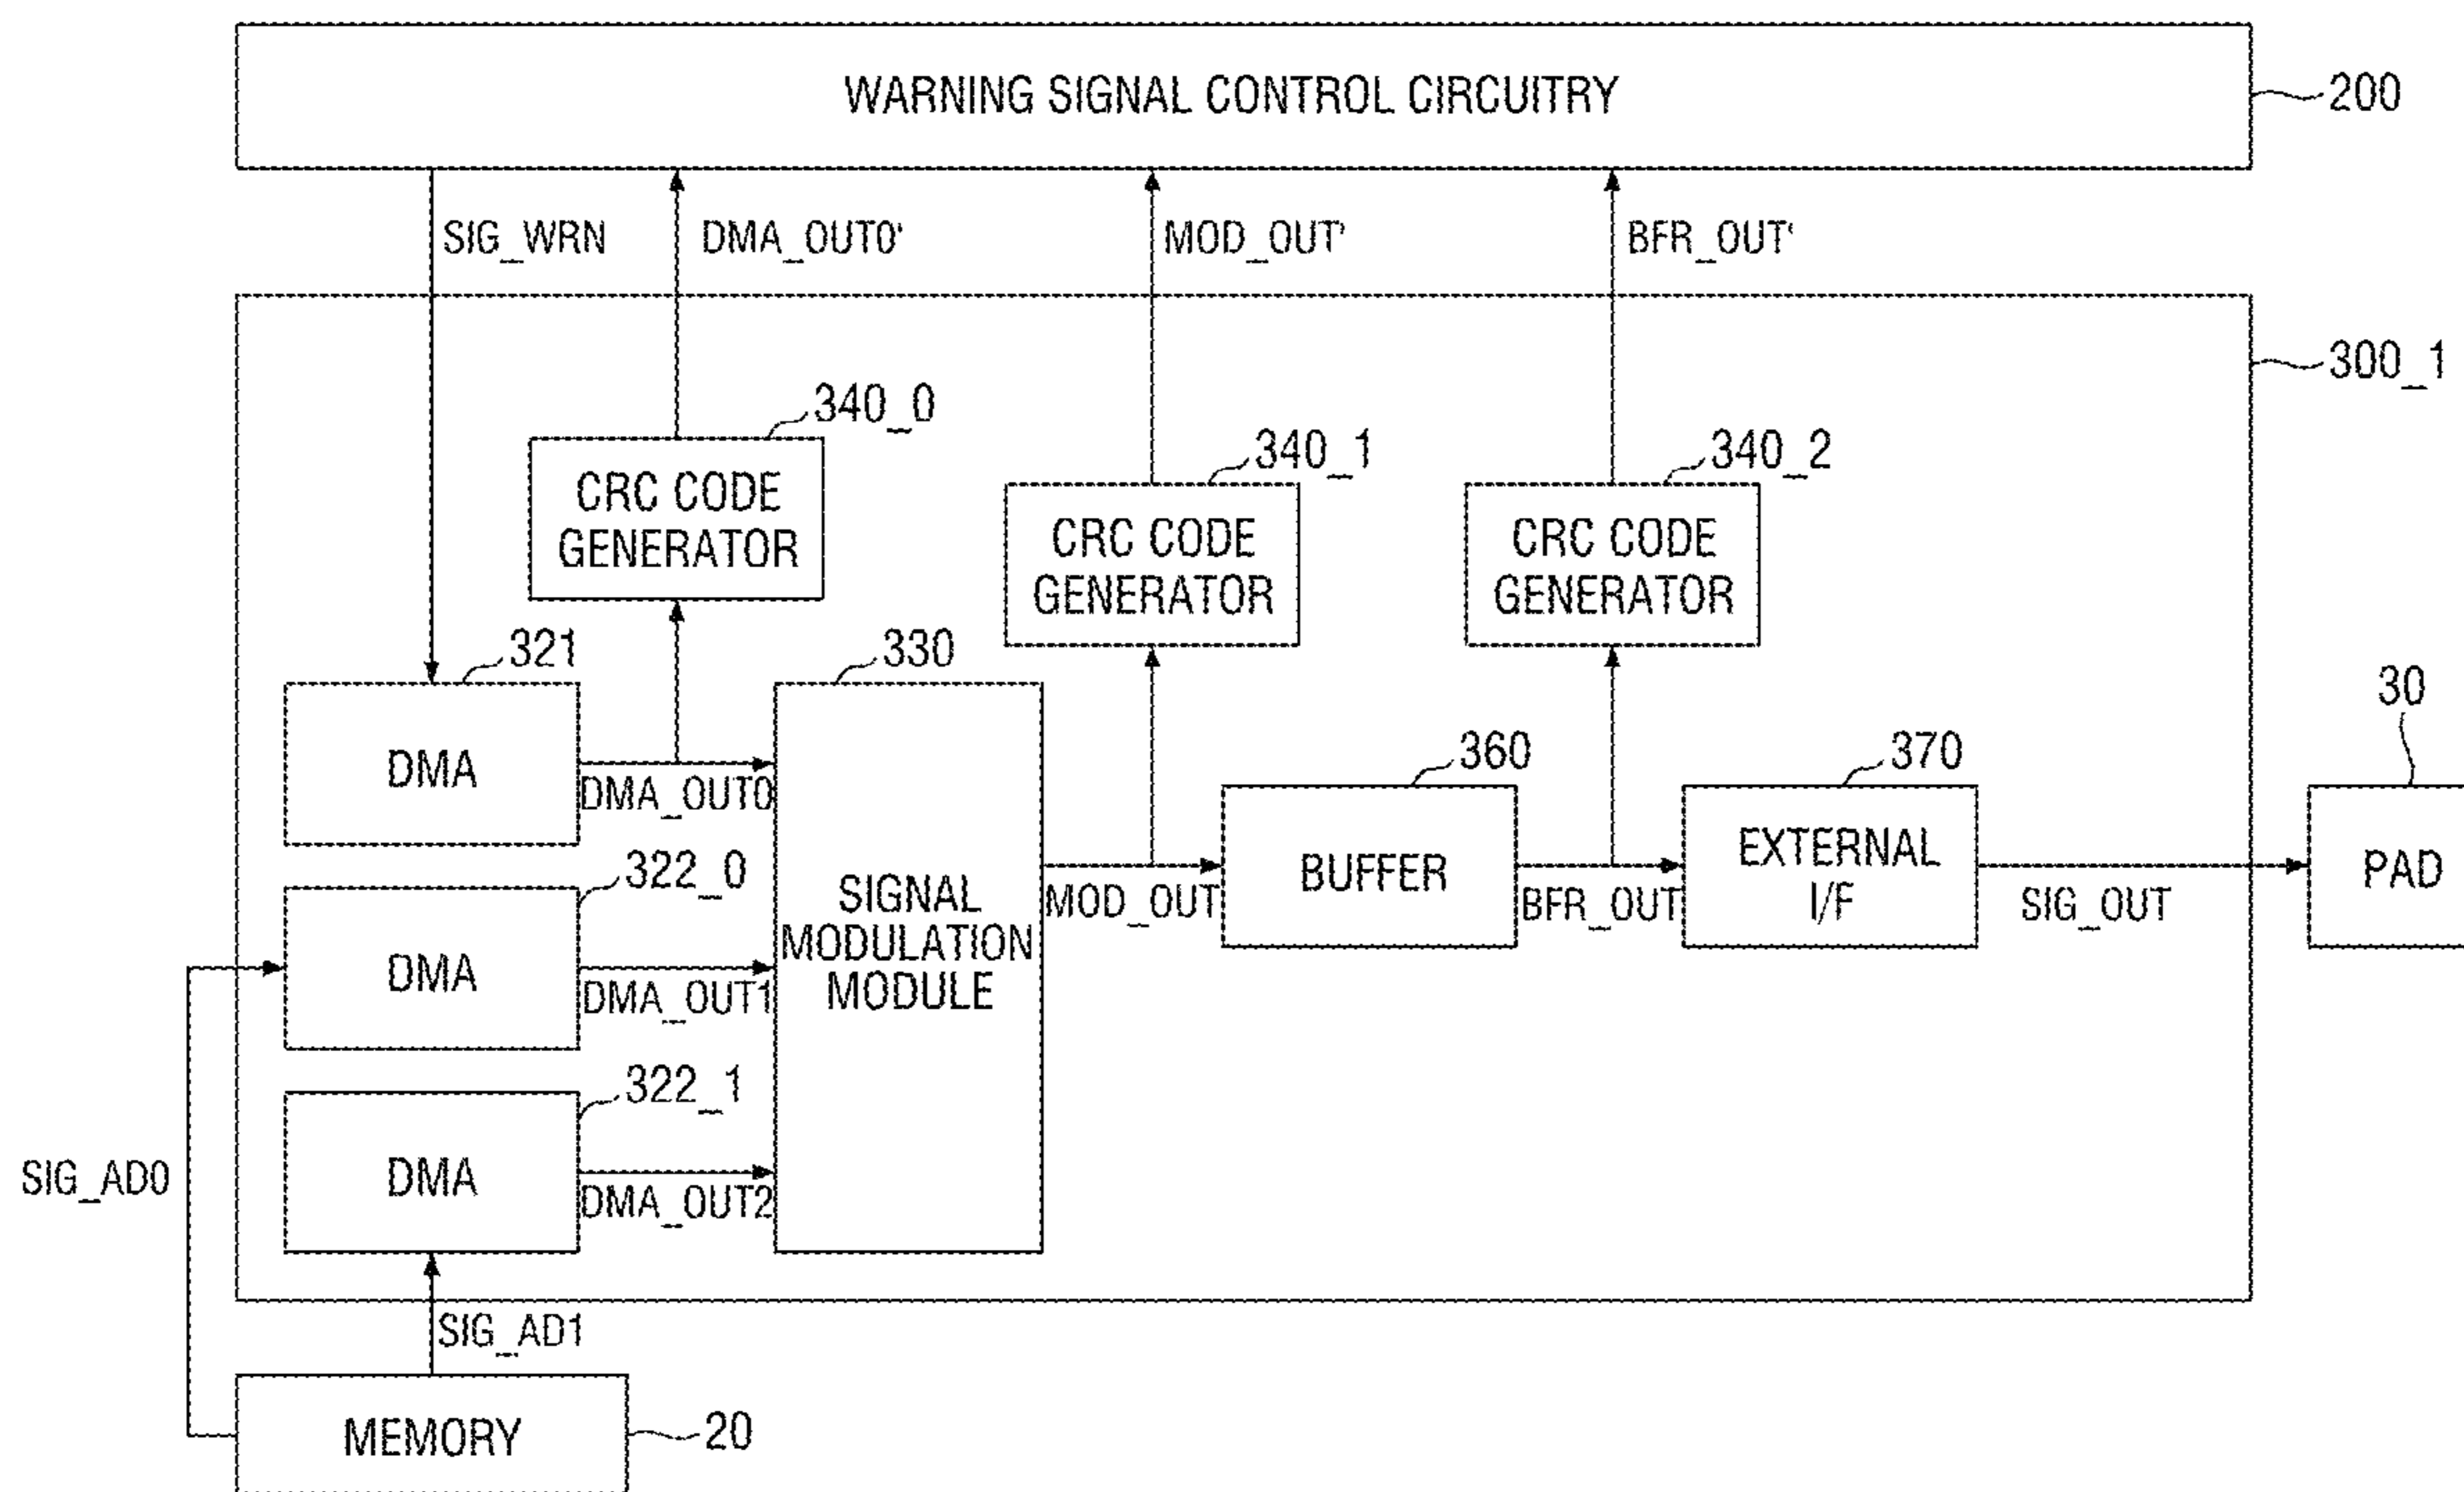 WARNING SIGNAL CONTROL CIRCUITRY
200
SIG_WRN
DMA_OUT0'
MOD_OUT'
BFR_OUT'
300_1
340_0
CRC CODE
GENERATOR
340_1
CRC CODE
GENERATOR
340_2
CRC CODE
GENERATOR
321
DMA
DMA_OUT0
330
SIGNAL
MODULATION
MODULE
322_0
DMA
DMA_OUT1
322_1
DMA
DMA_OUT2
MOD_OUT
360
BUFFER
BFR_OUT
370
EXTERNAL
I/F
SIG_OUT
30
PAD
SIG_AD0
SIG_AD1
MEMORY
20